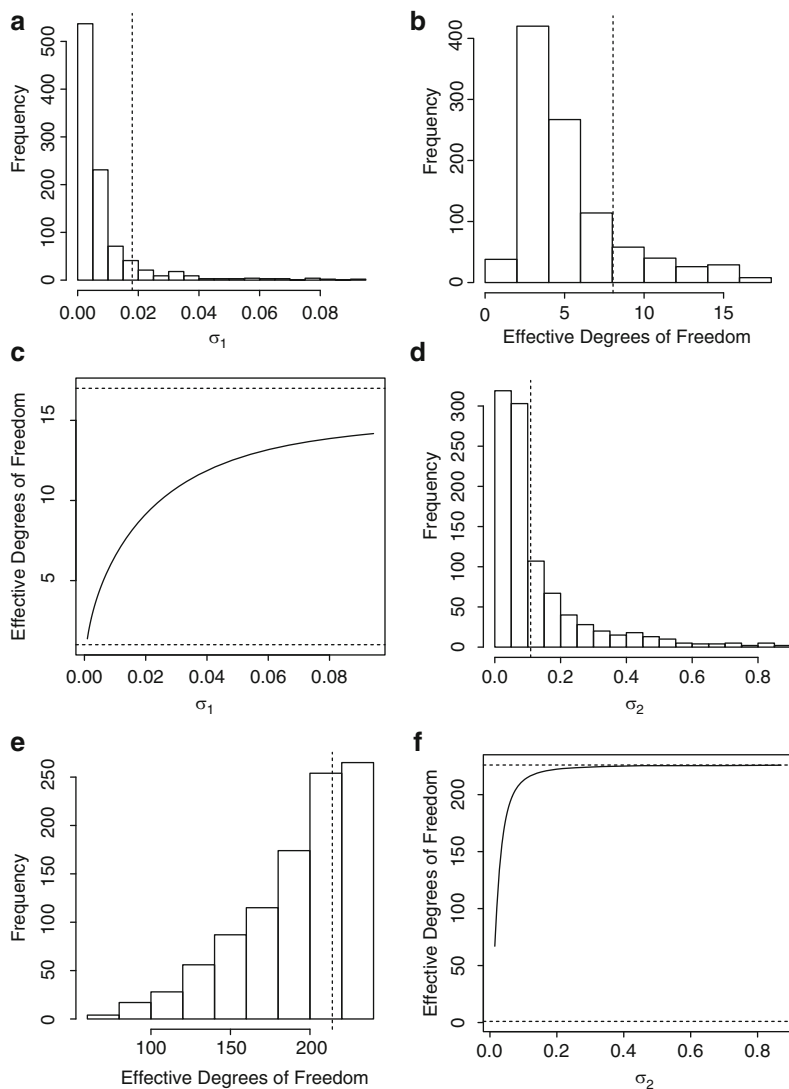 a
Frequency
0 100 200 300 400 500
0.00 0.02 0.04 0.06 0.08
σ1
b
Frequency
0 100 200 300 400
0 5 10 15
Effective Degrees of Freedom
c
Effective Degrees of Freedom
5 10 15
0.00 0.02 0.04 0.06 0.08
σ1
d
Frequency
0 50 100 150 200 250 300
0.0 0.2 0.4 0.6 0.8
σ2
e
Frequency
0 50 100 150 200 250
100 150 200
Effective Degrees of Freedom
f
Effective Degrees of Freedom
0 50 100 150 200
0.0 0.2 0.4 0.6 0.8
σ2